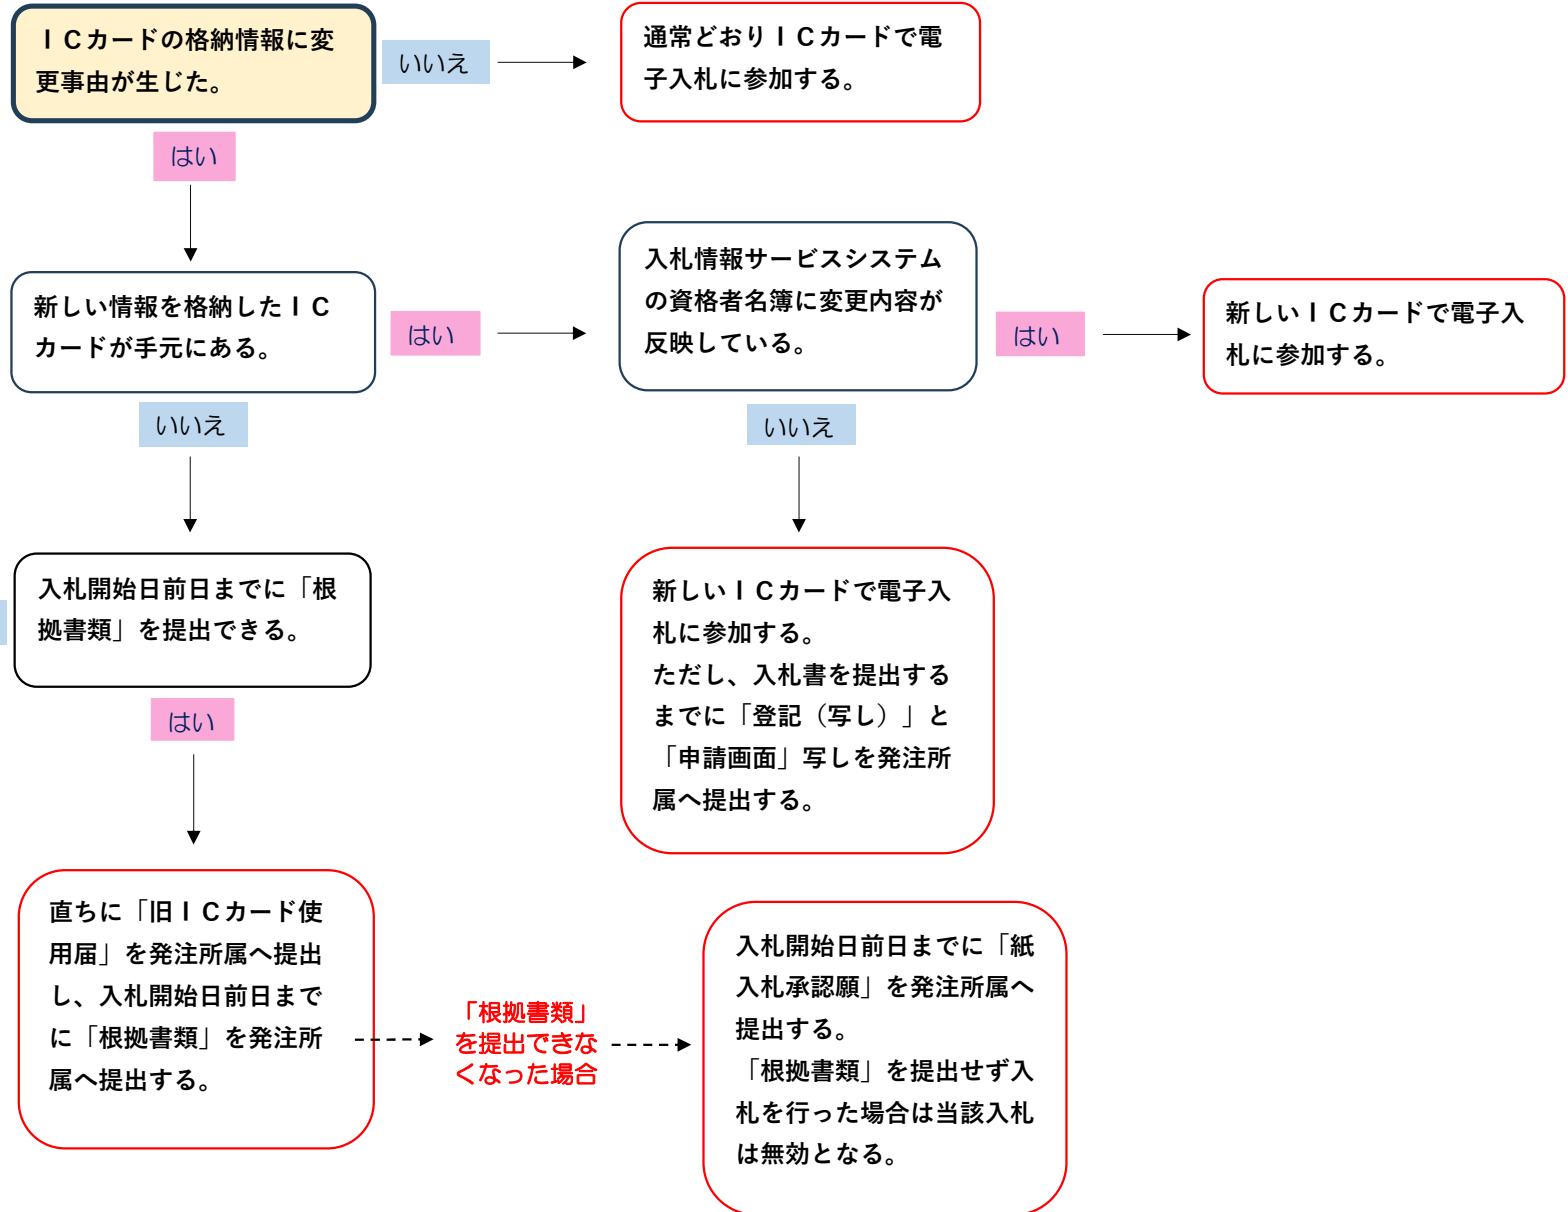 ＩＣカードの格納情報に変
更事由が生じた。
いいえ
通常どおりＩＣカードで電
子入札に参加する。
はい
新しい情報を格納したＩＣ
カードが手元にある。
はい
入札情報サービスシステム
の資格者名簿に変更内容が
反映している。
はい
新しいＩＣカードで電子入
札に参加する。
いいえ
いいえ
入札開始日前日までに「根
拠書類」を提出できる。
新しいＩＣカードで電子入
札に参加する。
ただし、入札書を提出する
までに「登記（写し）」と
「申請画面」写しを発注所
属へ提出する。
はい
直ちに「旧ＩＣカード使
用届」を発注所属へ提出
し、入札開始日前日まで
に「根拠書類」を発注所
属へ提出する。
「根拠書類」
を提出できな
くなった場合
入札開始日前日までに「紙
入札承認願」を発注所属へ
提出する。
「根拠書類」を提出せず入
札を行った場合は当該入札
は無効となる。